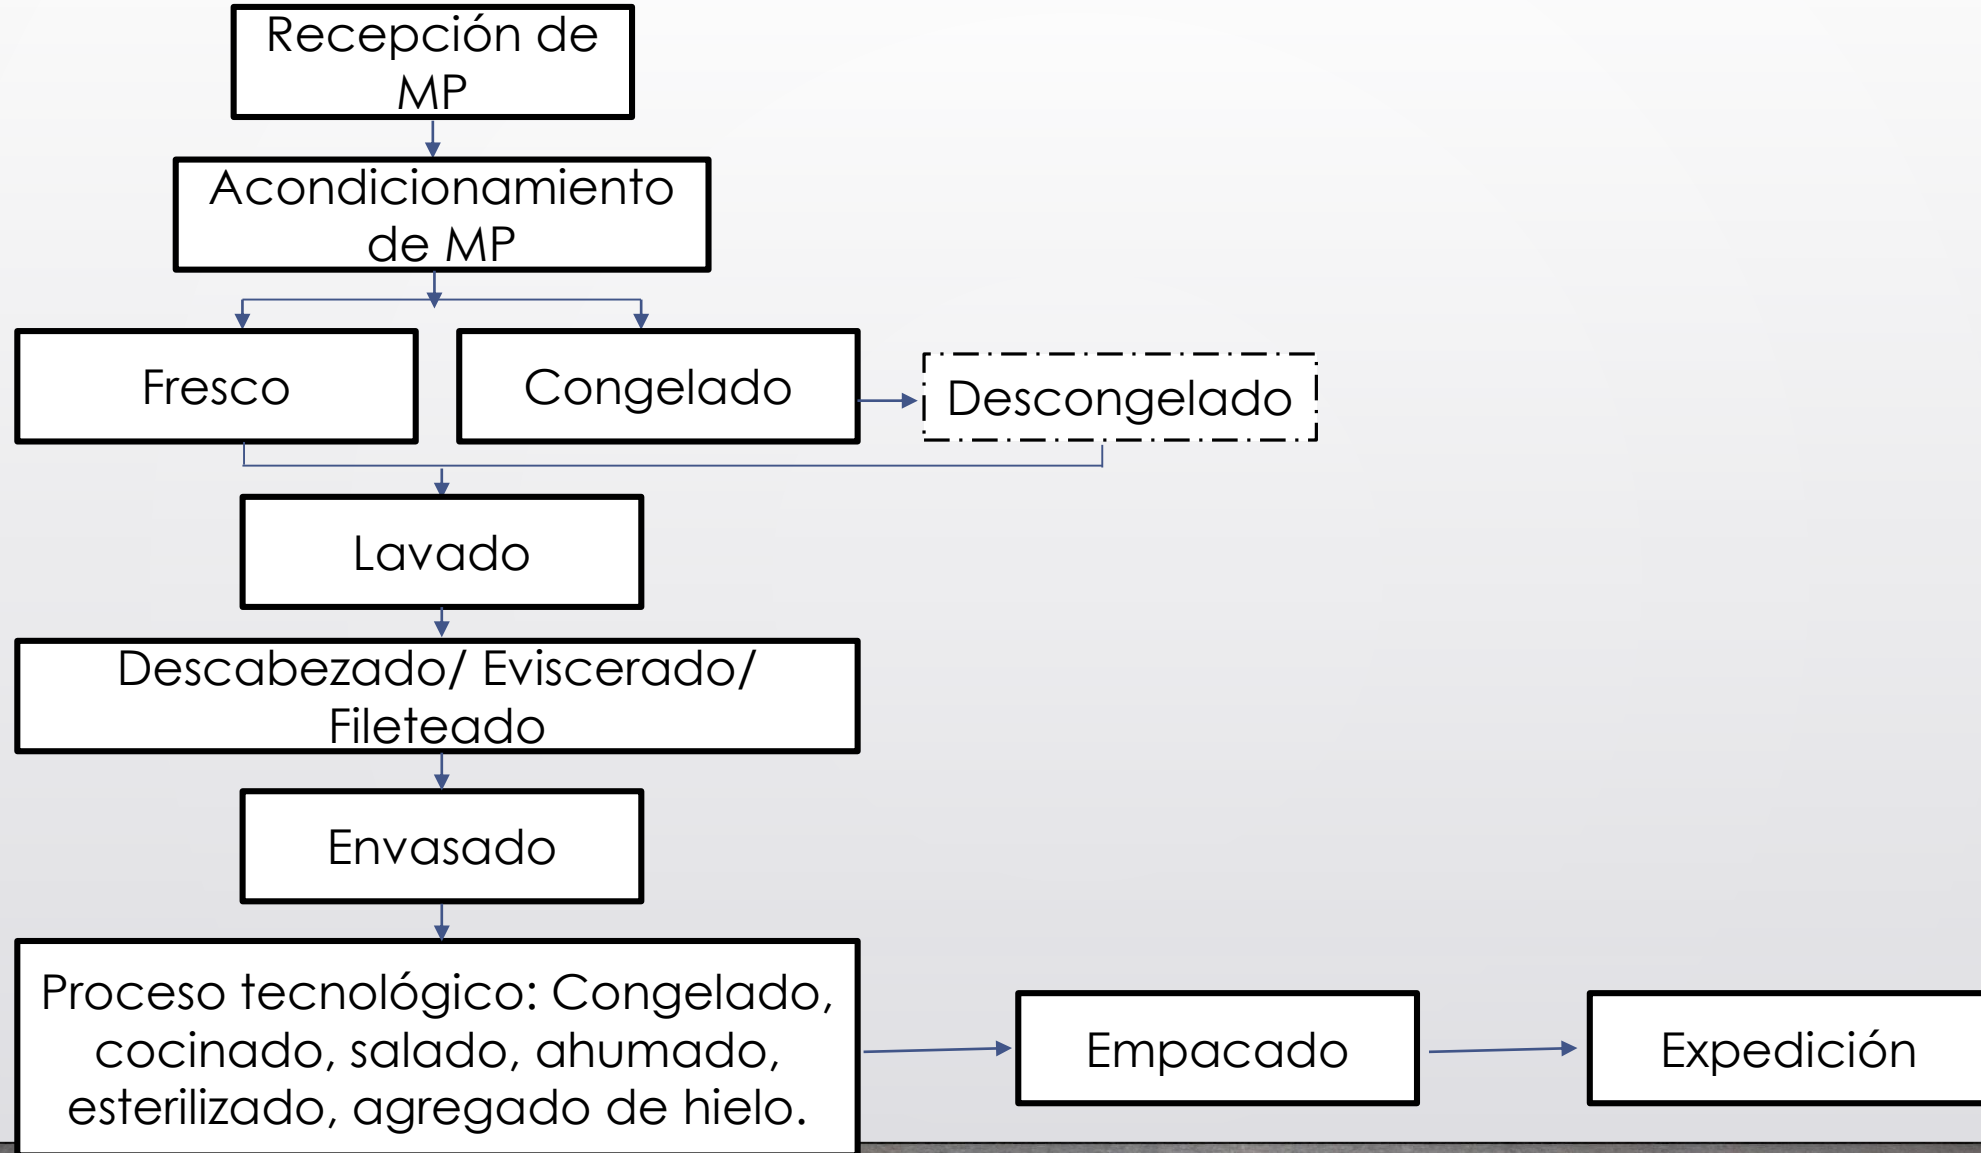 Recepción de
MP
Acondicionamiento
de MP
Fresco
Congelado
Descongelado
Lavado
Descabezado/ Eviscerado/
Fileteado
Envasado
Proceso tecnológico: Congelado,
cocinado, salado, ahumado,
esterilizado, agregado de hielo.
Empacado
Expedición